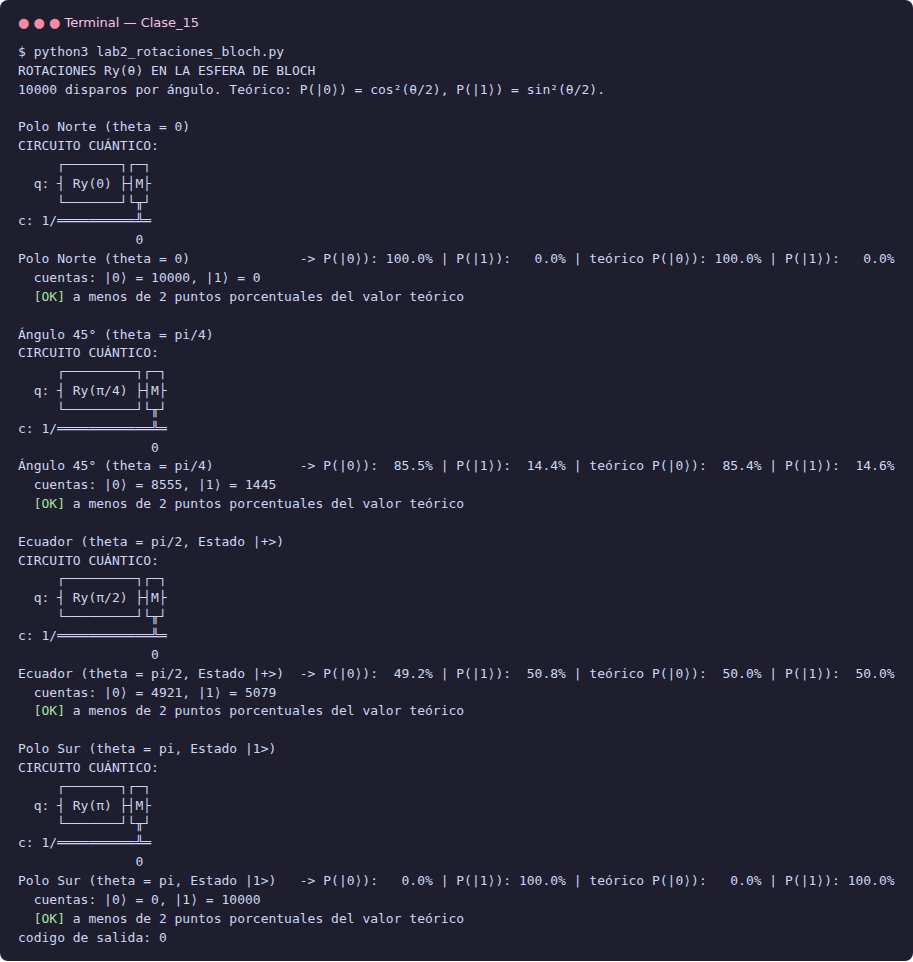 Terminal — Clase_15
$ python3 lab2_rotaciones_bloch.py
ROTACIONES Ry(θ) EN LA ESFERA DE BLOCH
10000 disparos por ángulo. Teórico: P(|0⟩) = cos²(θ/2), P(|1⟩) = sin²(θ/2).

Polo Norte (theta = 0)
CIRCUITO CUÁNTICO:
     ┌───────┐┌─┐
  q: ┤ Ry(0) ├┤M├
     └───────┘└╥┘
c: 1/══════════╩═
               0
Polo Norte (theta = 0)              -> P(|0⟩): 100.0% | P(|1⟩):   0.0% | teórico P(|0⟩): 100.0% | P(|1⟩):   0.0%
  cuentas: |0⟩ = 10000, |1⟩ = 0
  [OK] a menos de 2 puntos porcentuales del valor teórico

Ángulo 45° (theta = pi/4)
CIRCUITO CUÁNTICO:
     ┌─────────┐┌─┐
  q: ┤ Ry(π/4) ├┤M├
     └─────────┘└╥┘
c: 1/════════════╩═
                 0
Ángulo 45° (theta = pi/4)           -> P(|0⟩):  85.5% | P(|1⟩):  14.4% | teórico P(|0⟩):  85.4% | P(|1⟩):  14.6%
  cuentas: |0⟩ = 8555, |1⟩ = 1445
  [OK] a menos de 2 puntos porcentuales del valor teórico

Ecuador (theta = pi/2, Estado |+>)
CIRCUITO CUÁNTICO:
     ┌─────────┐┌─┐
  q: ┤ Ry(π/2) ├┤M├
     └─────────┘└╥┘
c: 1/════════════╩═
                 0
Ecuador (theta = pi/2, Estado |+>)  -> P(|0⟩):  49.2% | P(|1⟩):  50.8% | teórico P(|0⟩):  50.0% | P(|1⟩):  50.0%
  cuentas: |0⟩ = 4921, |1⟩ = 5079
  [OK] a menos de 2 puntos porcentuales del valor teórico

Polo Sur (theta = pi, Estado |1>)
CIRCUITO CUÁNTICO:
     ┌───────┐┌─┐
  q: ┤ Ry(π) ├┤M├
     └───────┘└╥┘
c: 1/══════════╩═
               0
Polo Sur (theta = pi, Estado |1>)   -> P(|0⟩):   0.0% | P(|1⟩): 100.0% | teórico P(|0⟩):   0.0% | P(|1⟩): 100.0%
  cuentas: |0⟩ = 0, |1⟩ = 10000
  [OK] a menos de 2 puntos porcentuales del valor teórico
codigo de salida: 0